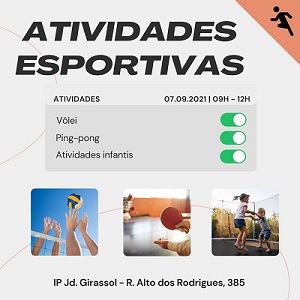 ATIVIDADES
ESPORTIVAS
ATIVIDADES 07.09.2021 | 09H - 12H
Vôlei
Ping-pong
Atividades infantis
IP Jd. Girassol - R. Alto dos Rodrigues, 385